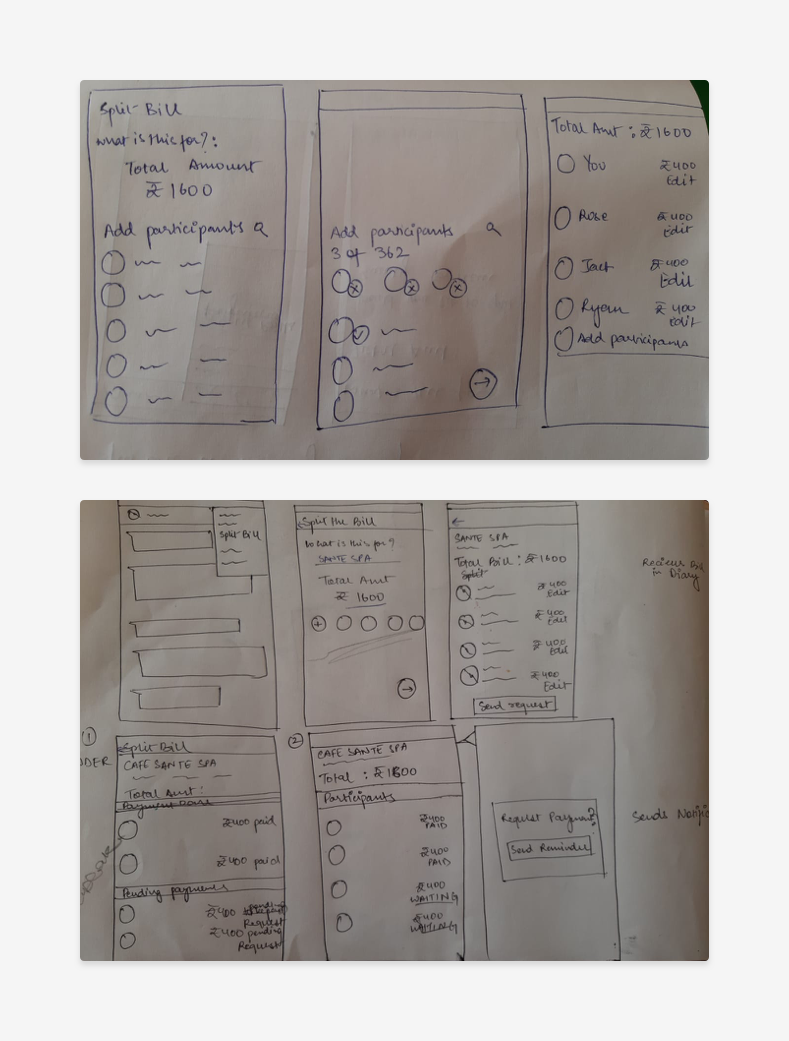 Split Bill
What is this for?:
Total Amount
₹ 1600
Add participants
Add participants
3 of 362
Total Amt : ₹1600
You ₹400
Edit
Rose ₹400
Edit
Jack ₹400
Edit
Ryan ₹400
Edit
Add participants
Split Bill
Split the Bill
What is this for?
SANTE SPA
Total Amt
₹ 1600
SANTE SPA
Total Bill : ₹1600
Split
₹400
Edit
₹400
Edit
₹400
Edit
₹400
Edit
Send request
in Diary
①
Split Bill
CAFE SANTE SPA
Total Amt :
Payment Done
₹400 paid
₹400 paid
Pending payments
₹400 pending
Request
₹400 pending
Request
②
CAFE SANTE SPA
Total : ₹1600
Participants
₹400
PAID
₹400
PAID
₹400
WAITING
₹400
WAITING
Request Payment?
Send Reminder
Sends